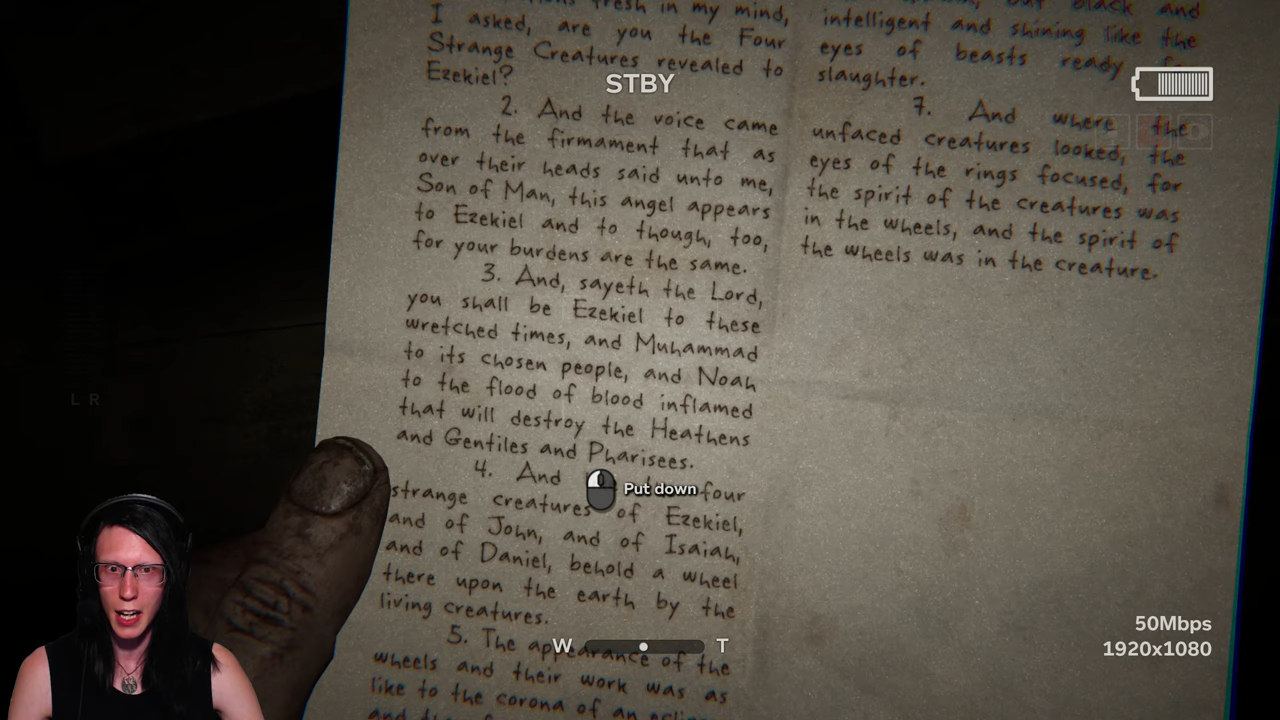 fresh in my mind,
I asked, are you the Four
Strange Creatures revealed to
Ezekiel?
2. And the voice came
from the firmament that as
over their heads said unto me,
Son of Man, this angel appears
to Ezekiel and to though, too,
for your burdens are the same.
3. And, sayeth the Lord,
you shall be Ezekiel to these
wretched times, and Muhammad
to its chosen people, and Noah
to the flood of blood inflamed
that will destroy the Heathens
and Gentiles and Pharisees.
4. And four
strange creatures of Ezekiel,
and of John, and of Isaiah,
and of Daniel, behold a wheel
there upon the earth by the
living creatures.
5. The appearance of the
wheels and their work was as
like to the corona of an
black and
intelligent and shining like the
eyes of beasts ready
slaughter.
7. And where the
unfaced creatures looked, the
eyes of the rings focused, for
the spirit of the creatures was
in the wheels, and the spirit of
the wheels was in the creature.
STBY
L R
Put down
W T
50Mbps
1920x1080